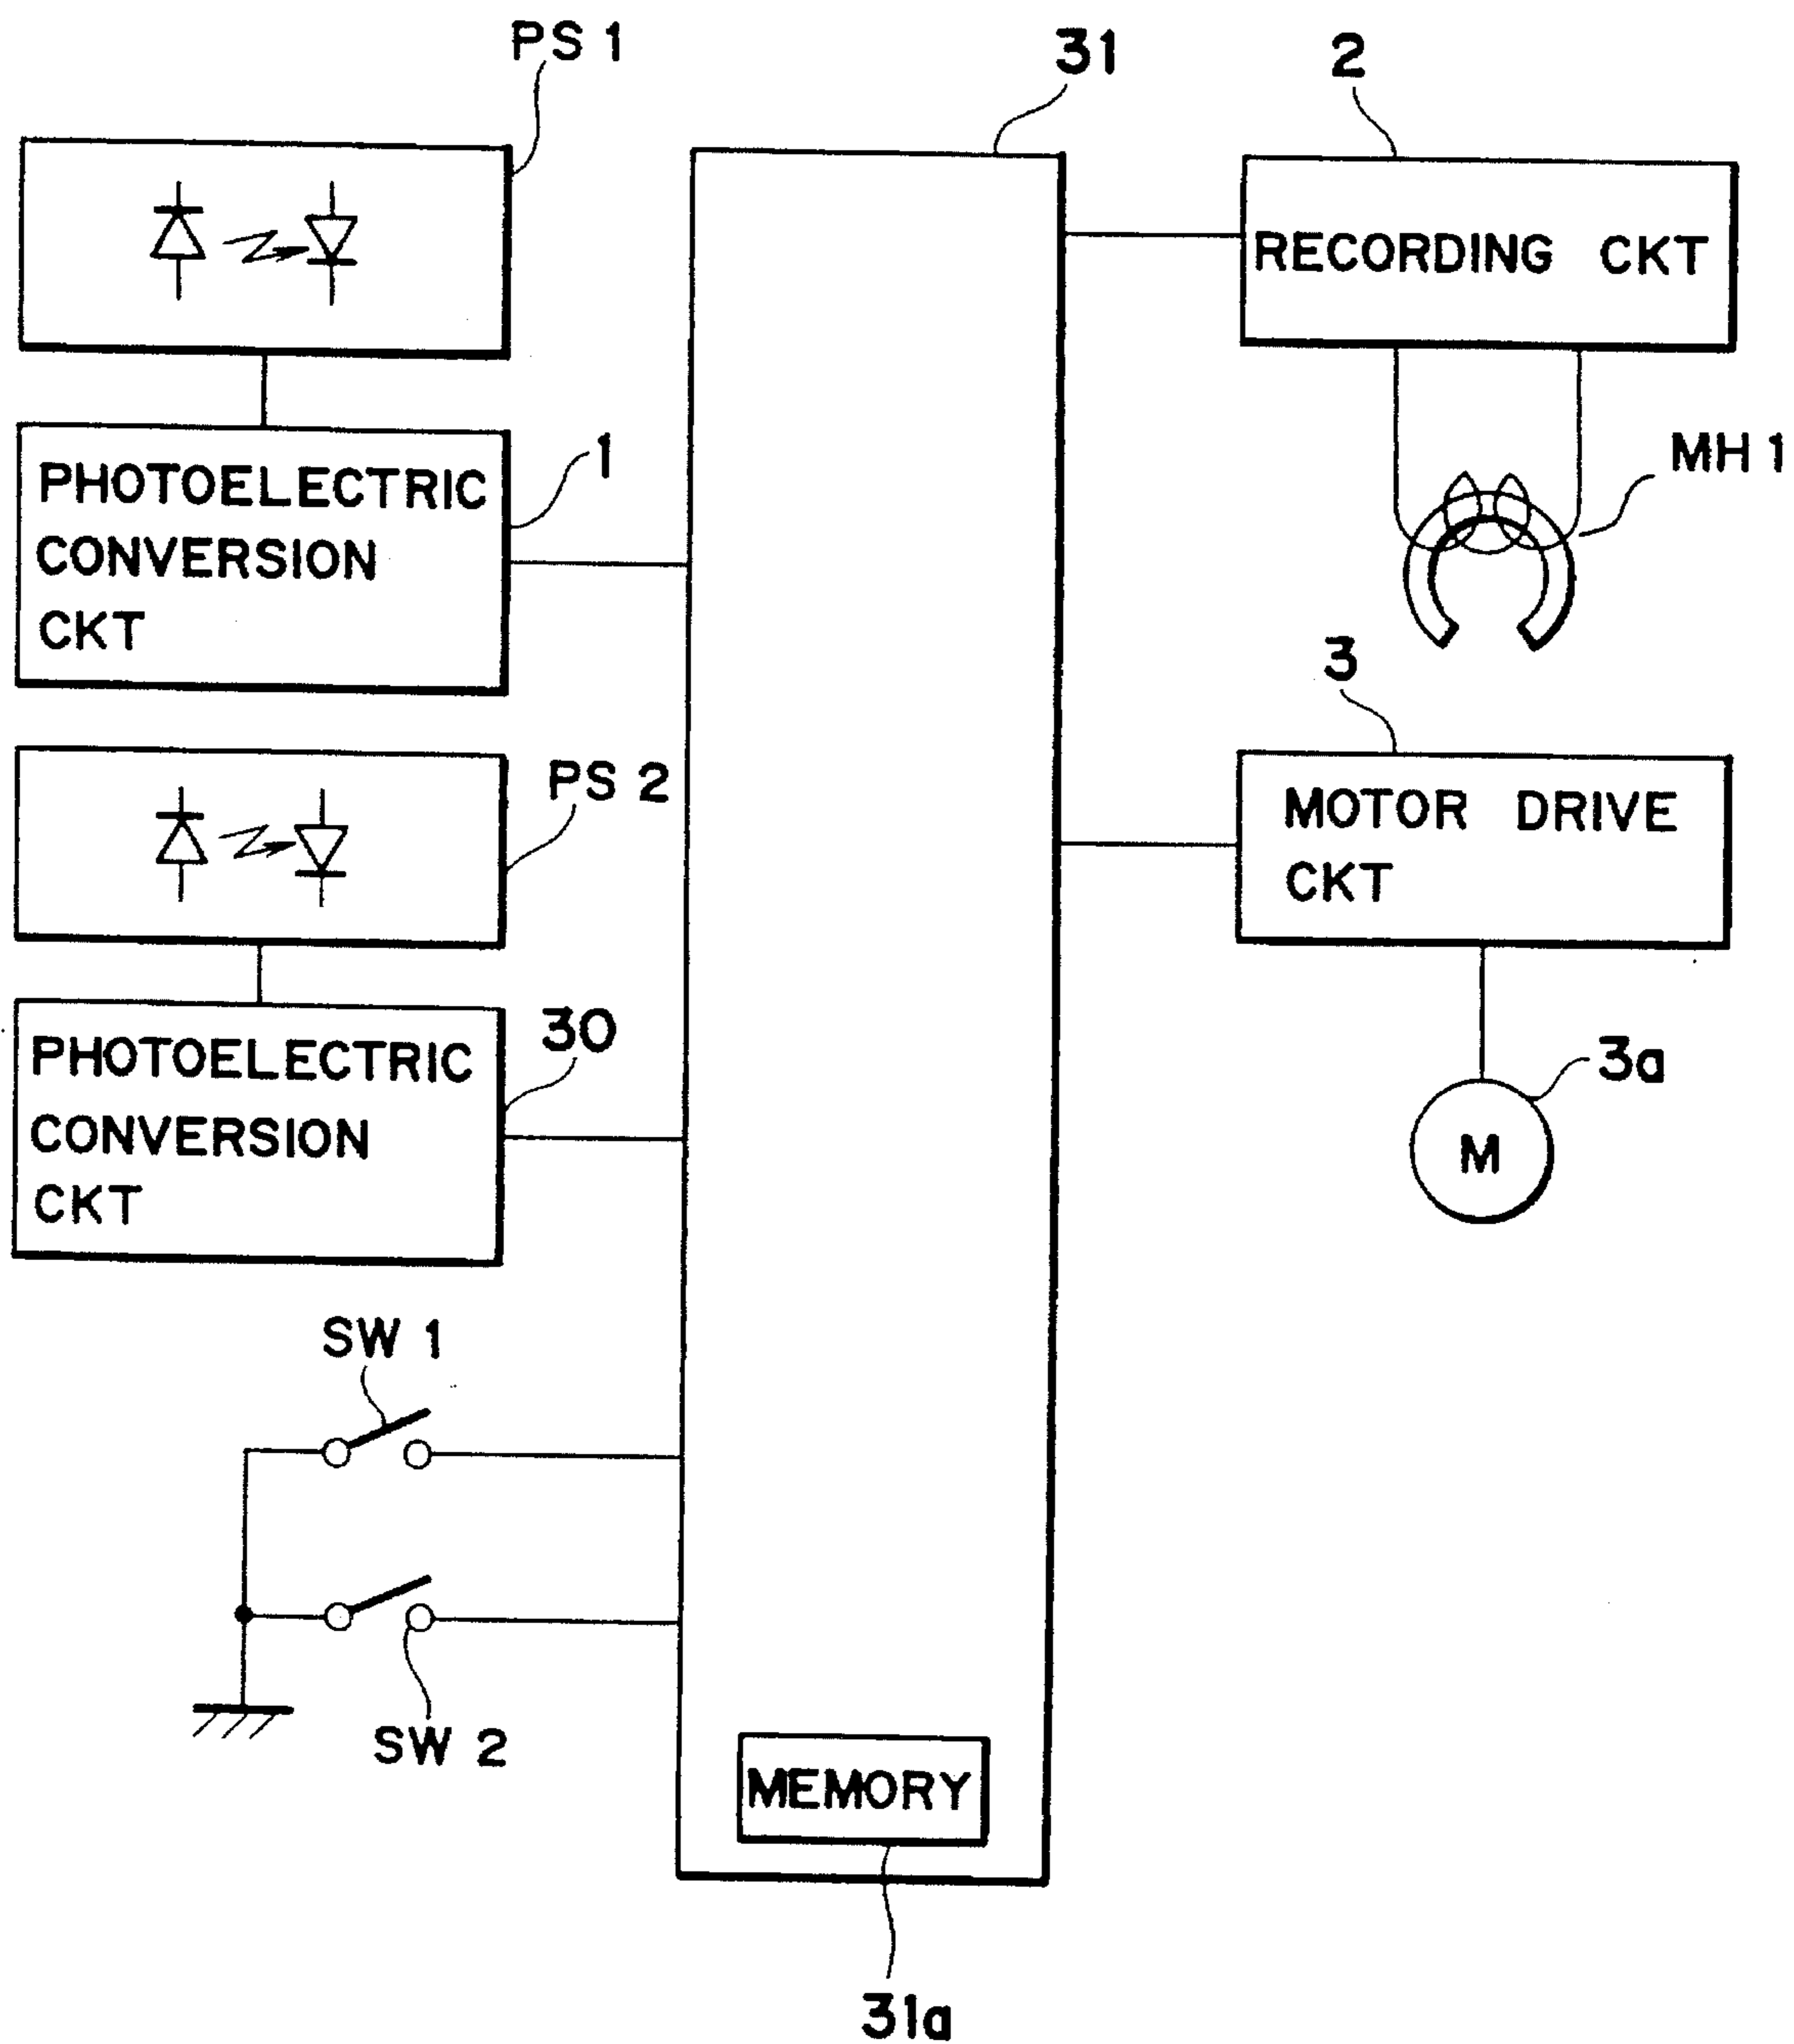 PS 1
31
2
RECORDING CKT
PHOTOELECTRIC
CONVERSION
CKT
1
MH 1
3
PS 2
MOTOR DRIVE
CKT
PHOTOELECTRIC
CONVERSION
CKT
30
3a
M
SW 1
SW 2
MEMORY
31a